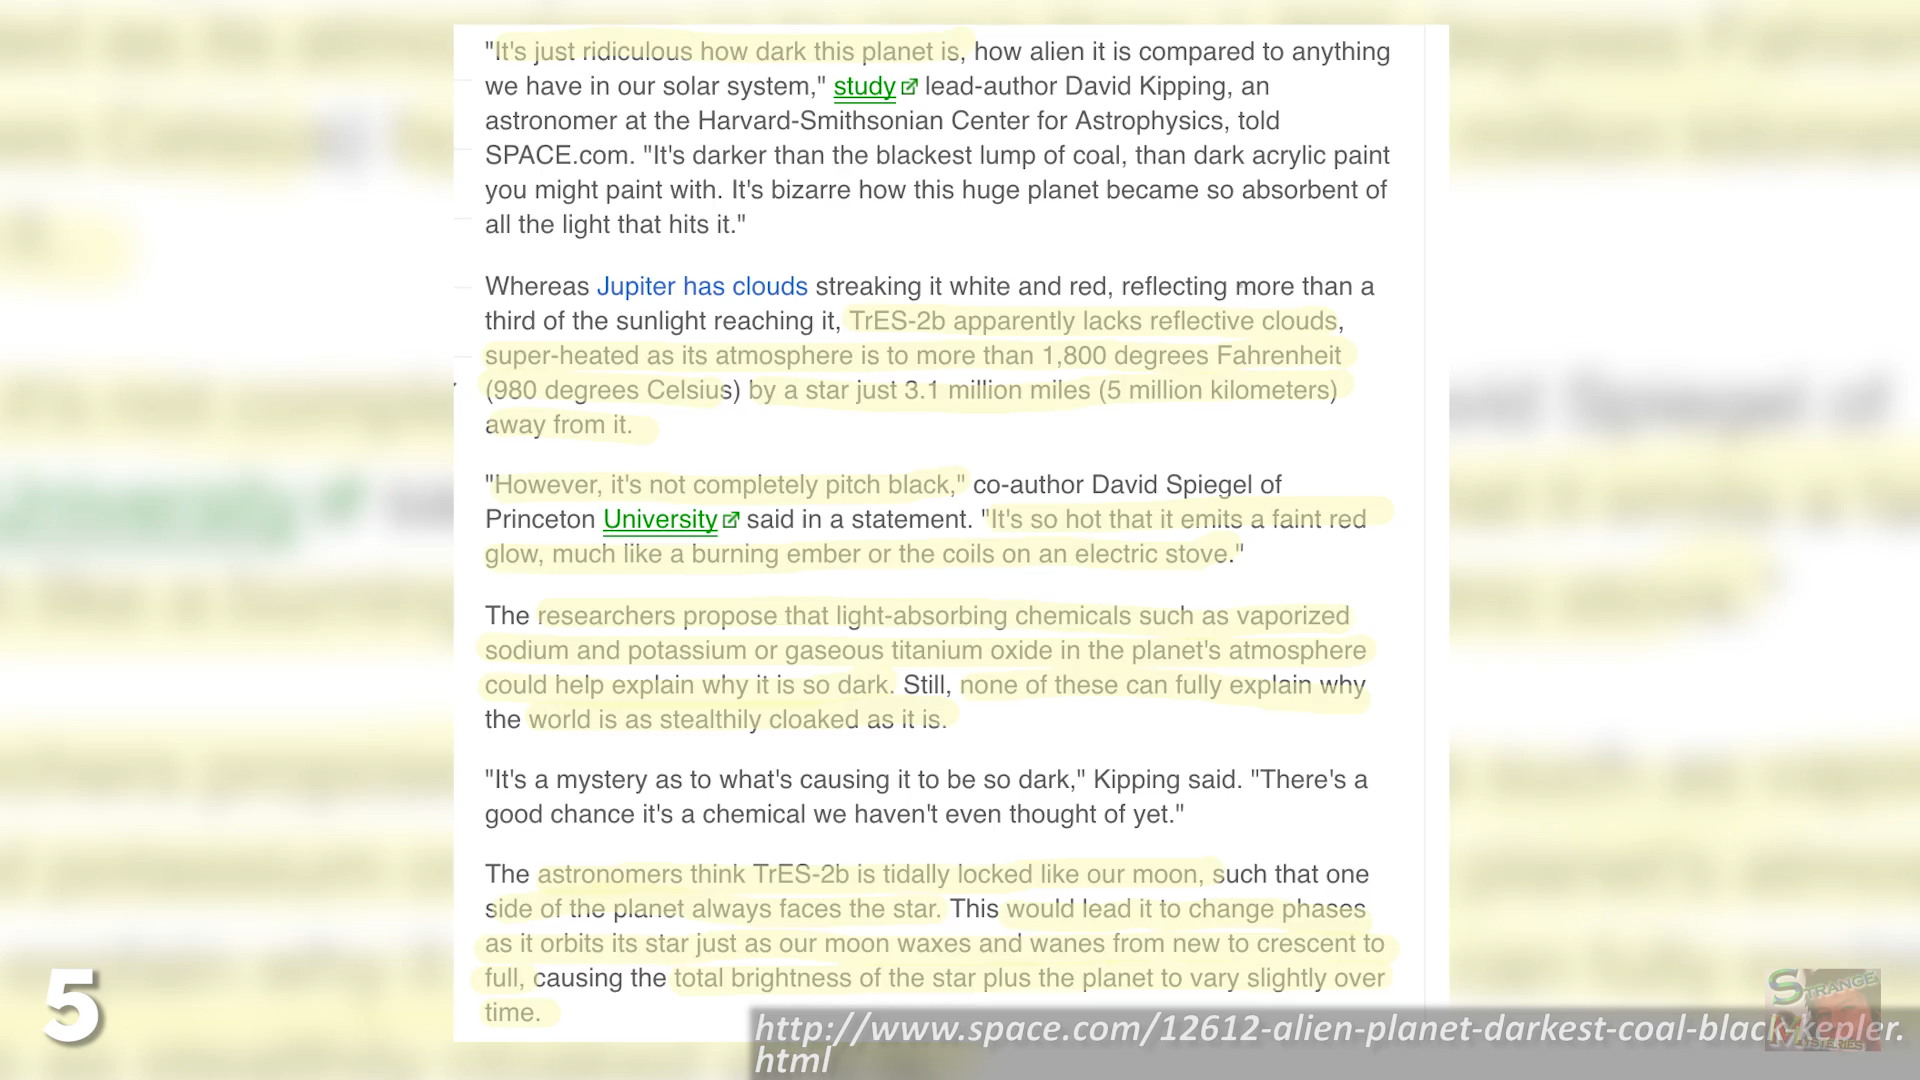 "It's just ridiculous how dark this planet is, how alien it is compared to anything
we have in our solar system," study lead-author David Kipping, an
astronomer at the Harvard-Smithsonian Center for Astrophysics, told
SPACE.com. "It's darker than the blackest lump of coal, than dark acrylic paint
you might paint with. It's bizarre how this huge planet became so absorbent of
all the light that hits it."
Whereas Jupiter has clouds streaking it white and red, reflecting more than a
third of the sunlight reaching it, TrES-2b apparently lacks reflective clouds,
super-heated as its atmosphere is to more than 1,800 degrees Fahrenheit
(980 degrees Celsius) by a star just 3.1 million miles (5 million kilometers)
away from it.
"However, it's not completely pitch black," co-author David Spiegel of
Princeton University said in a statement. "It's so hot that it emits a faint red
glow, much like a burning ember or the coils on an electric stove."
The researchers propose that light-absorbing chemicals such as vaporized
sodium and potassium or gaseous titanium oxide in the planet's atmosphere
could help explain why it is so dark. Still, none of these can fully explain why
the world is as stealthily cloaked as it is.
"It's a mystery as to what's causing it to be so dark," Kipping said. "There's a
good chance it's a chemical we haven't even thought of yet."
The astronomers think TrES-2b is tidally locked like our moon, such that one
side of the planet always faces the star. This would lead it to change phases
as it orbits its star just as our moon waxes and wanes from new to crescent to
full, causing the total brightness of the star plus the planet to vary slightly over
time.
5
http://www.space.com/12612-alien-planet-darkest-coal-black-kepler.
html
STRANGE
MYSTERIES